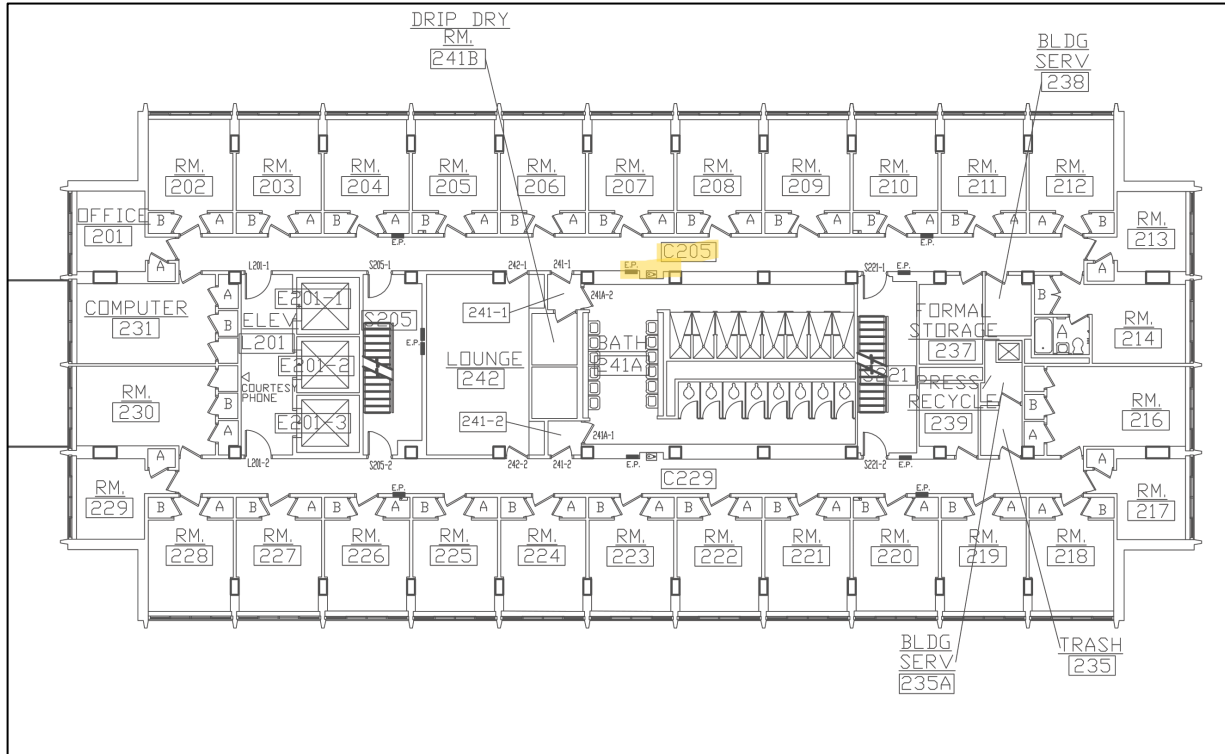 DRIP DRY
RM.
241B
BLDG
SERV
238
RM.
202
RM.
203
RM.
204
RM.
205
RM.
206
RM.
207
RM.
208
RM.
209
RM.
210
RM.
211
RM.
212
OFFICE
201
RM.
213
B A B A B A B A B A B A B A B A B A B A A B
E.P. E.P.
C205
E.P.
A A
L201-1 S205-1 242-1 241-1 S221-1 E.P.
COMPUTER
231
A
B
E201-1
ELEV
L201
E201-2
E201-3
COURTESY
PHONE
S205
E.P.
LOUNGE
242
241-1
241A-2
BATH
241A
241-2
241A-1
S221
FORMAL
STORAGE
237
PRESS
RECYCLE
239
B
A
RM.
214
RM.
230
A
B
A
B
A
RM.
216
L201-2 S205-2 242-2 241-2 E.P. S221-2 E.P.
A A
RM.
229
C229
RM.
217
E.P. E.P.
B A B A B A B A B A B A B A B A B A B A A B
RM.
228
RM.
227
RM.
226
RM.
225
RM.
224
RM.
223
RM.
222
RM.
221
RM.
220
RM.
219
RM.
218
BLDG
SERV
235A
TRASH
235